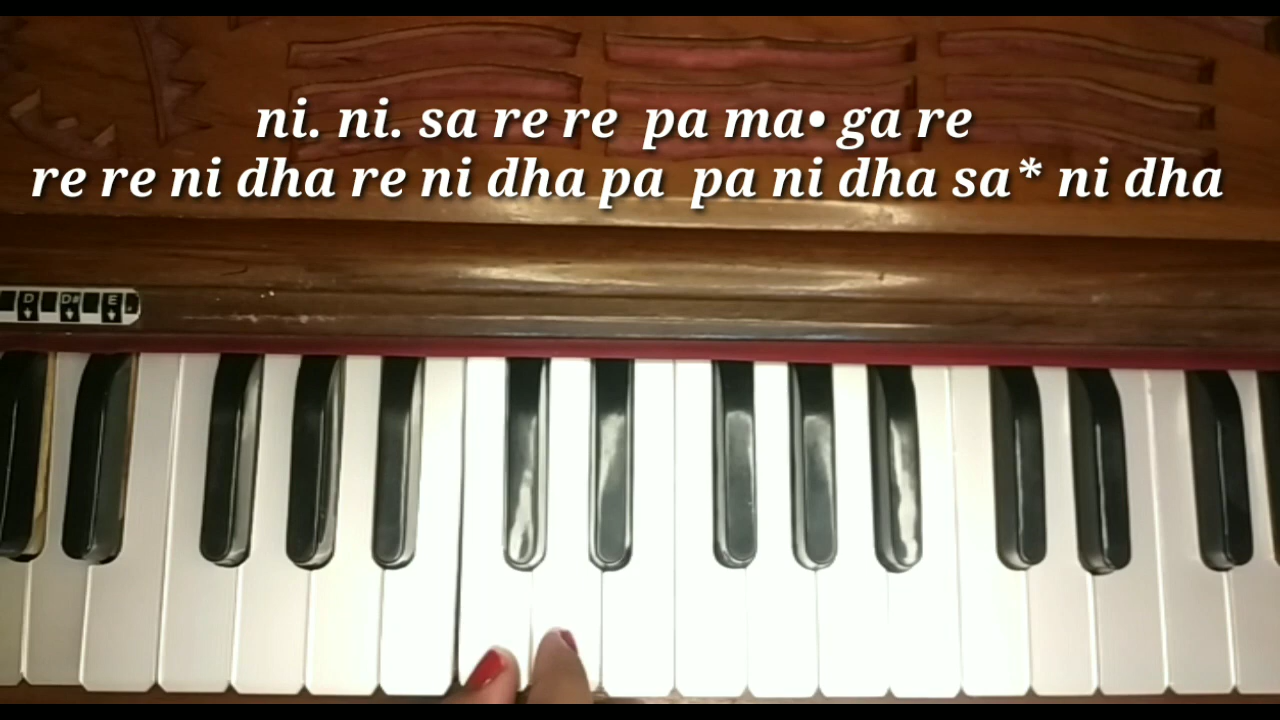 ni. ni. sa re re pa ma• ga re
re re ni dha re ni dha pa pa ni dha sa* ni dha
D D# E